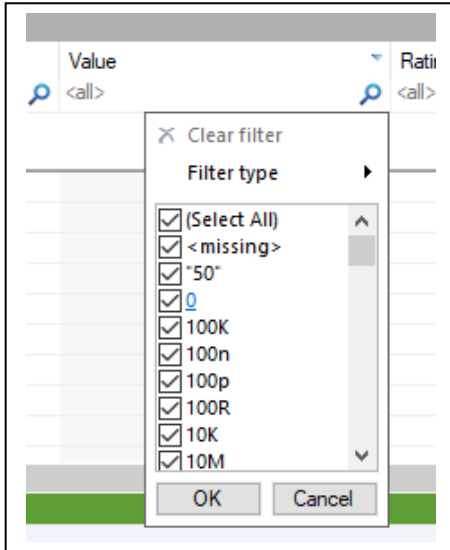 Value Ratin
<all> <all>
Clear filter
Filter type
(Select All)
<missing>
"50"
0
100K
100n
100p
100R
10K
10M
OK Cancel